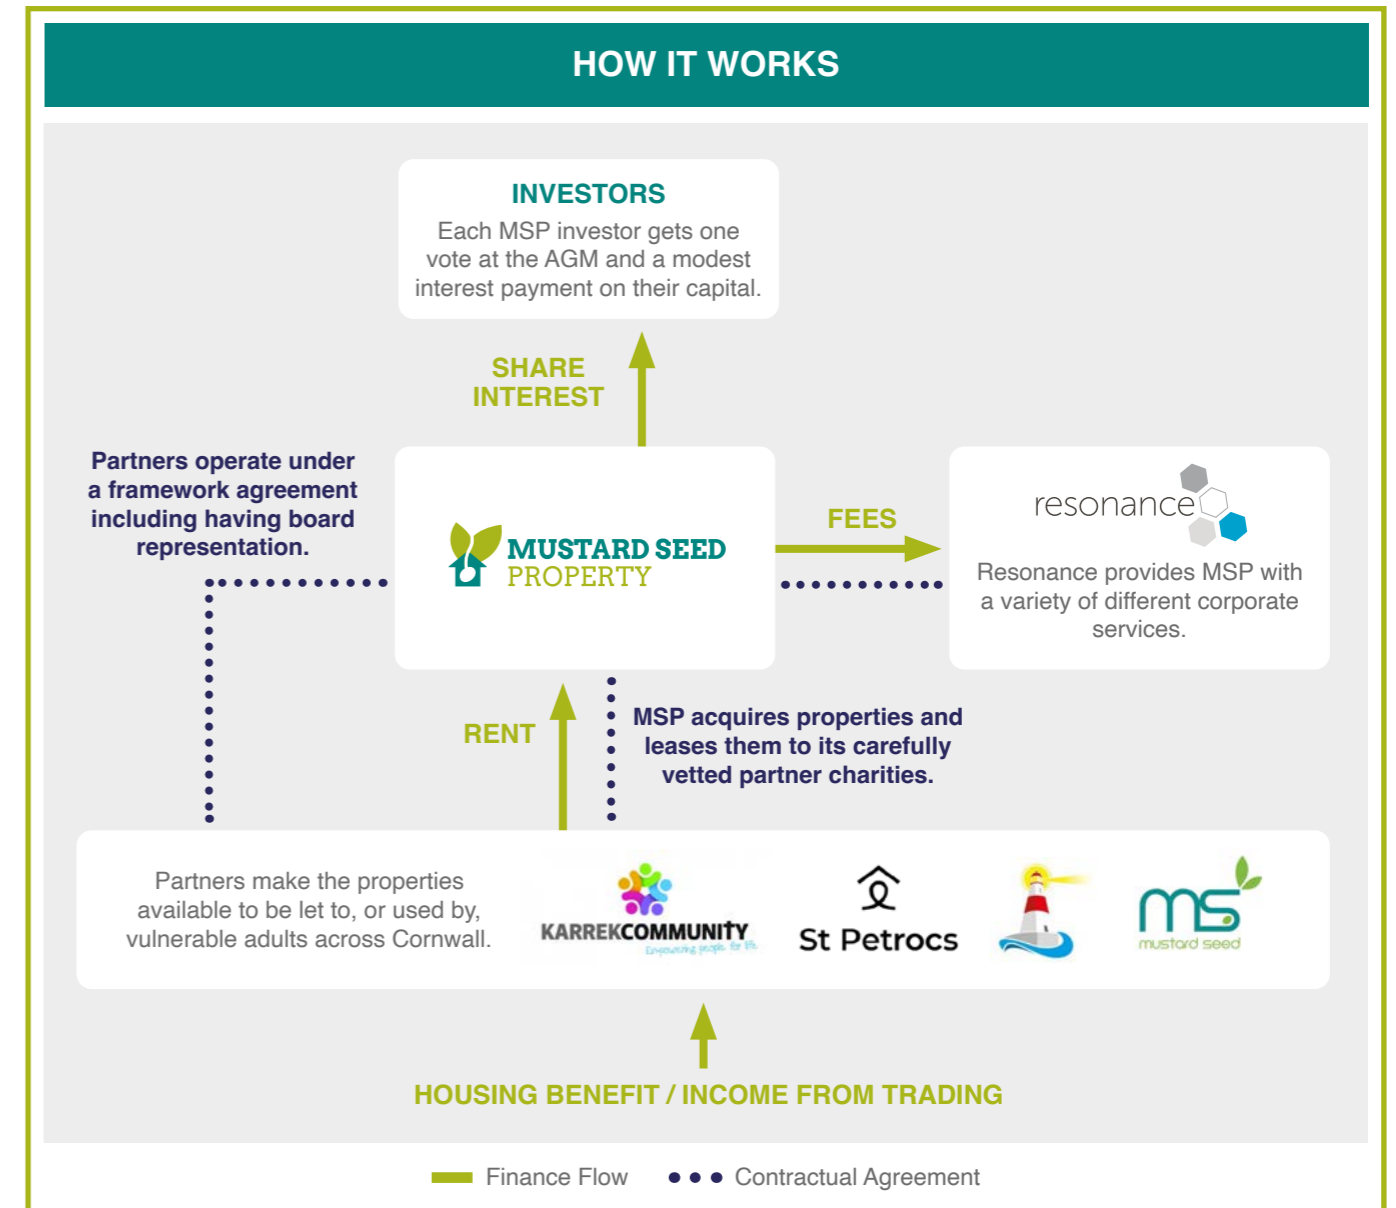 HOW IT WORKS
INVESTORS
Each MSP investor gets one
vote at the AGM and a modest
interest payment on their capital.
SHARE
INTEREST
Partners operate under
a framework agreement
including having board
representation.
MUSTARD SEED
PROPERTY
FEES
resonance
Resonance provides MSP with
a variety of different corporate
services.
RENT
MSP acquires properties and
leases them to its carefully
vetted partner charities.
Partners make the properties
available to be let to, or used by,
vulnerable adults across Cornwall.
KARREKCOMMUNITY
Empowering people for life.
St Petrocs
ms
mustard seed
HOUSING BENEFIT / INCOME FROM TRADING
Finance Flow
Contractual Agreement